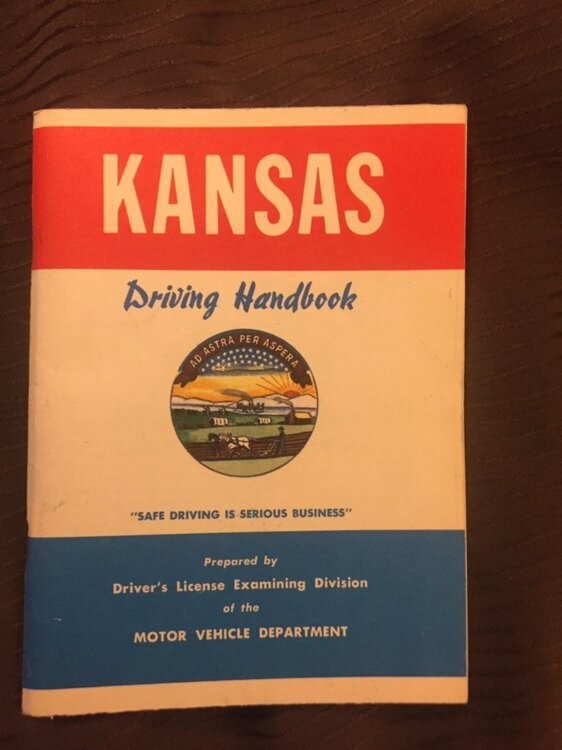 KANSAS
Driving Handbook
AD ASTRA PER ASPERA
"SAFE DRIVING IS SERIOUS BUSINESS"
Prepared by
Driver's License Examining Division
of the
MOTOR VEHICLE DEPARTMENT